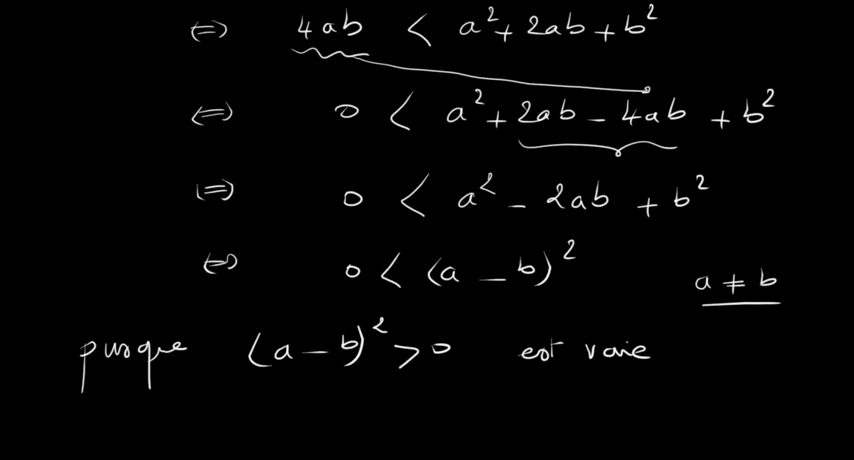 ⇔ 4ab < a² + 2ab + b²
⇔ 0 < a² + 2ab - 4ab + b²
⇔ 0 < a² - 2ab + b²
⇔ 0 < (a - b)²
a ≠ b
pusque (a - b)² > 0 est vraie